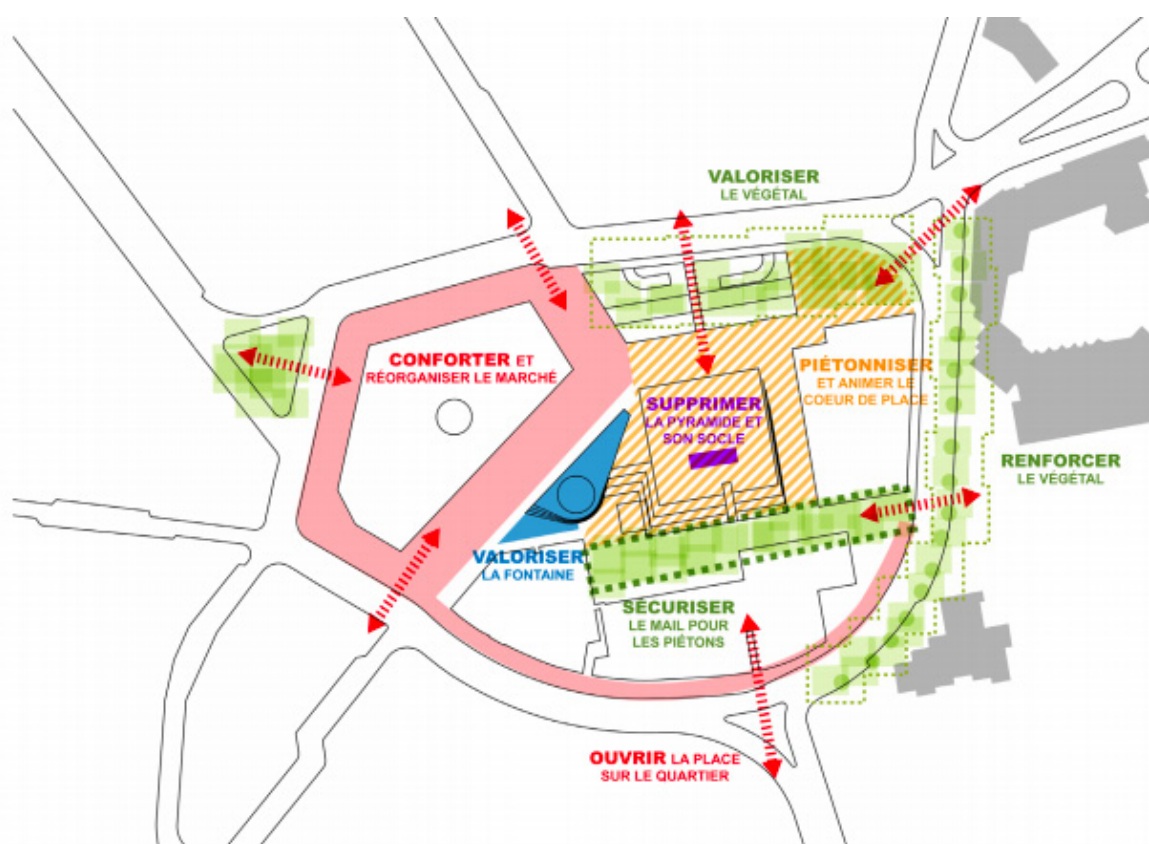 VALORISER
LE VÉGÉTAL
CONFORTER ET
RÉORGANISER LE MARCHÉ
PIÉTONNISER
ET ANIMER LE
COEUR DE PLACE
SUPPRIMER
LA PYRAMIDE ET
SON SOCLE
RENFORCER
LE VÉGÉTAL
VALORISER
LA FONTAINE
SÉCURISER
LE MAIL POUR
LES PIÉTONS
OUVRIR LA PLACE
SUR LE QUARTIER